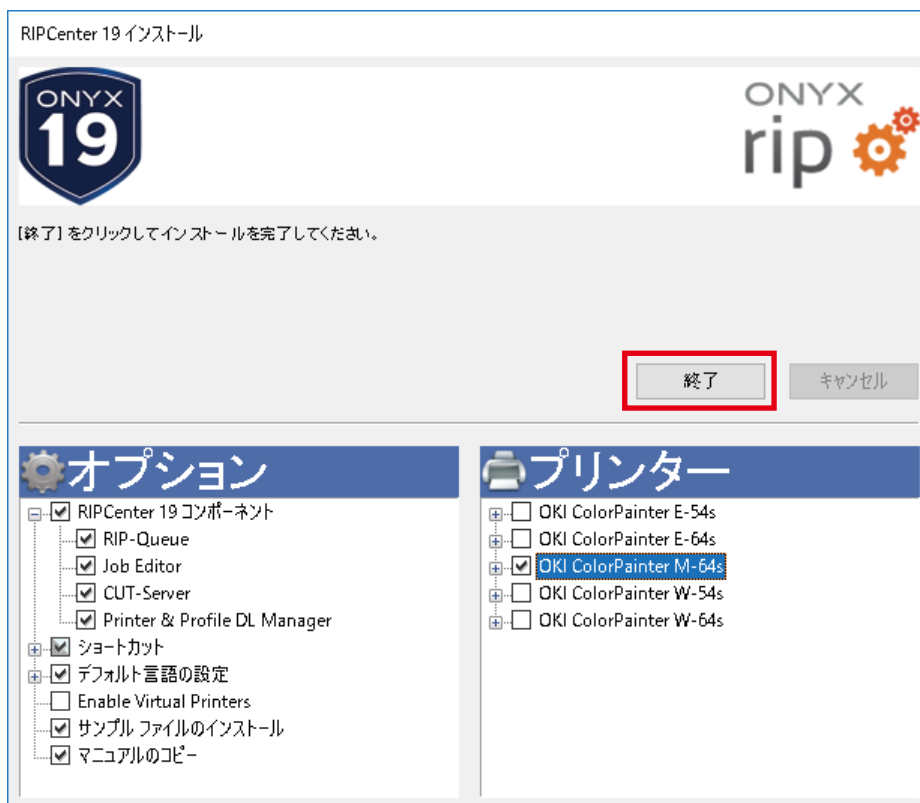 RIPCenter 19 インストール
ONYX
19
ONYX
rip
[終了] をクリックしてインストールを完了してください。
終了
キャンセル
オプション
RIPCenter 19 コンポーネント
RIP-Queue
Job Editor
CUT-Server
Printer & Profile DL Manager
ショートカット
デフォルト言語の設定
Enable Virtual Printers
サンプル ファイルのインストール
マニュアルのコピー
プリンター
OKI ColorPainter E-54s
OKI ColorPainter E-64s
OKI ColorPainter M-64s
OKI ColorPainter W-54s
OKI ColorPainter W-64s